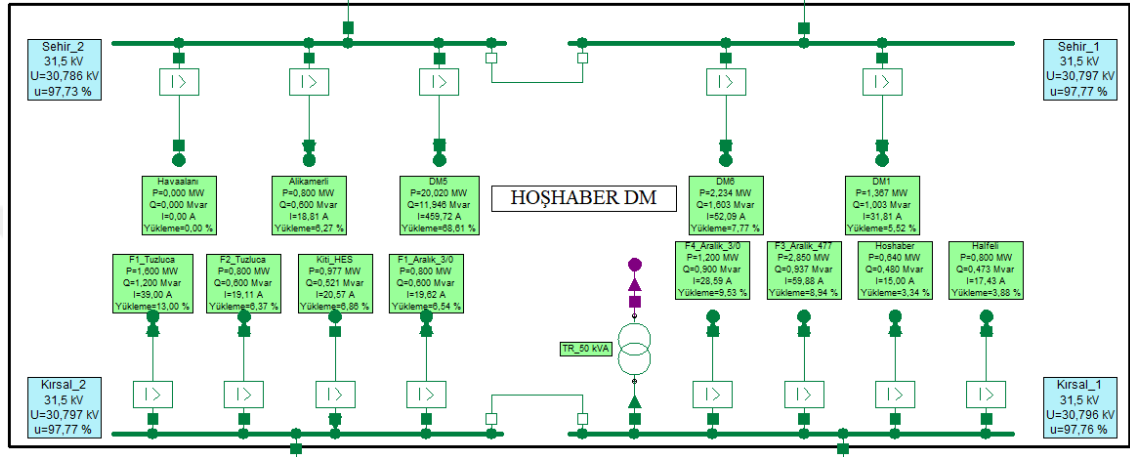 Sehir_2
31,5 kV
U=30,786 kV
u=97,73 %
Sehir_1
31,5 kV
U=30,797 kV
u=97,77 %
I>
I>
I>
I>
I>
Havaalanı
P=0,000 MW
Q=0,000 Mvar
I=0,00 A
Yükleme=0,00 %
Alikamerli
P=0,800 MW
Q=0,600 Mvar
I=18,81 A
Yükleme=6,27 %
DM5
P=20,020 MW
Q=11,946 Mvar
I=459,72 A
Yükleme=68,61 %
HOŞHABER DM
DM6
P=2,234 MW
Q=1,603 Mvar
I=52,09 A
Yükleme=7,77 %
DM1
P=1,367 MW
Q=1,003 Mvar
I=31,81 A
Yükleme=5,52 %
F1_Tuzluca
P=1,600 MW
Q=1,200 Mvar
I=39,00 A
Yükleme=13,00 %
F2_Tuzluca
P=0,800 MW
Q=0,600 Mvar
I=19,11 A
Yükleme=6,37 %
Kiti_HES
P=0,977 MW
Q=0,521 Mvar
I=20,57 A
Yükleme=6,86 %
F1_Aralık_3/0
P=0,800 MW
Q=0,600 Mvar
I=19,62 A
Yükleme=6,54 %
F4_Aralik_3/0
P=1,200 MW
Q=0,900 Mvar
I=28,59 A
Yükleme=9,53 %
F3_Aralik_477
P=2,850 MW
Q=0,937 Mvar
I=59,88 A
Yükleme=8,94 %
Hoshaber
P=0,640 MW
Q=0,480 Mvar
I=15,00 A
Yükleme=3,34 %
Halfeli
P=0,800 MW
Q=0,473 Mvar
I=17,43 A
Yükleme=3,88 %
TR_50 kVA
I>
I>
I>
I>
I>
I>
I>
I>
Kırsal_2
31,5 kV
U=30,797 kV
u=97,77 %
Kırsal_1
31,5 kV
U=30,796 kV
u=97,76 %